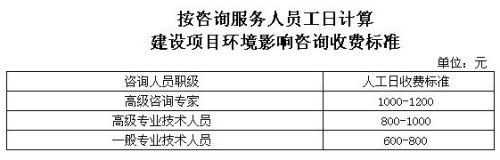 按咨询服务人员工日计算
建设项目环境影响咨询收费标准
单位：元
咨询人员职级 人工日收费标准
高级咨询专家 1000-1200
高级专业技术人员 800-1000
一般专业技术人员 600-800